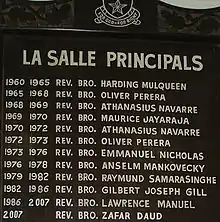 LA SALLE PRINCIPALS
1960 1965 REV. BRO. HARDING MULQUEEN
1965 1968 REV. BRO. OLIVER PERERA
1968 1969 REV. BRO. ATHANASIUS NAVARRE
1969 1970 REV. BRO. MAURICE JAYARAJA
1970 1972 REV. BRO. ATHANASIUS NAVARRE
1972 1973 REV. BRO. OLIVER PERERA
1973 1976 REV. BRO. EMMANUEL NICHOLAS
1976 1978 REV. BRO. ANSELM MANKOVECKY
1979 1982 REV. BRO. RAYMUND SAMARASINGHE
1982 1986 REV. BRO. GILBERT JOSEPH GILL
1986 2007 REV. BRO. LAWRENCE MANUEL
2007 REV. BRO. ZAFAR DAUD